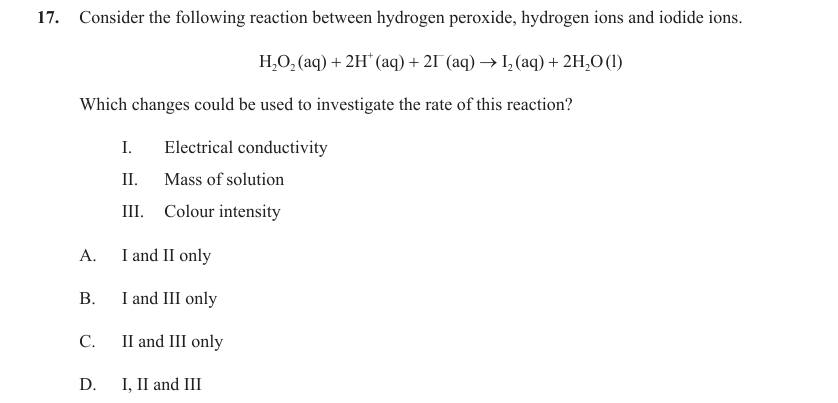 17. Consider the following reaction between hydrogen peroxide, hydrogen ions and iodide ions.
H₂O₂(aq) + 2H⁺(aq) + 2I⁻(aq) → I₂(aq) + 2H₂O(l)
Which changes could be used to investigate the rate of this reaction?
I. Electrical conductivity
II. Mass of solution
III. Colour intensity
A. I and II only
B. I and III only
C. II and III only
D. I, II and III